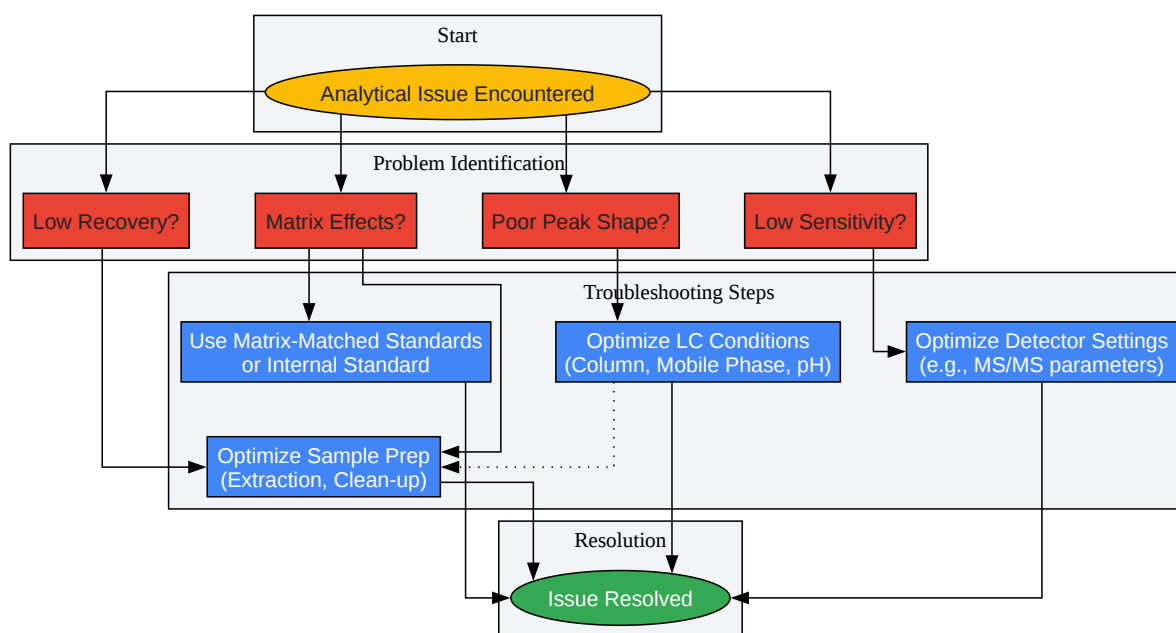 Start
Analytical Issue Encountered
Problem Identification
Low Recovery?
Matrix Effects?
Poor Peak Shape?
Low Sensitivity?
Troubleshooting Steps
Use Matrix-Matched Standards
or Internal Standard
Optimize LC Conditions
(Column, Mobile Phase, pH)
Optimize Detector Settings
(e.g., MS/MS parameters)
Optimize Sample Prep
(Extraction, Clean-up)
Resolution
Issue Resolved